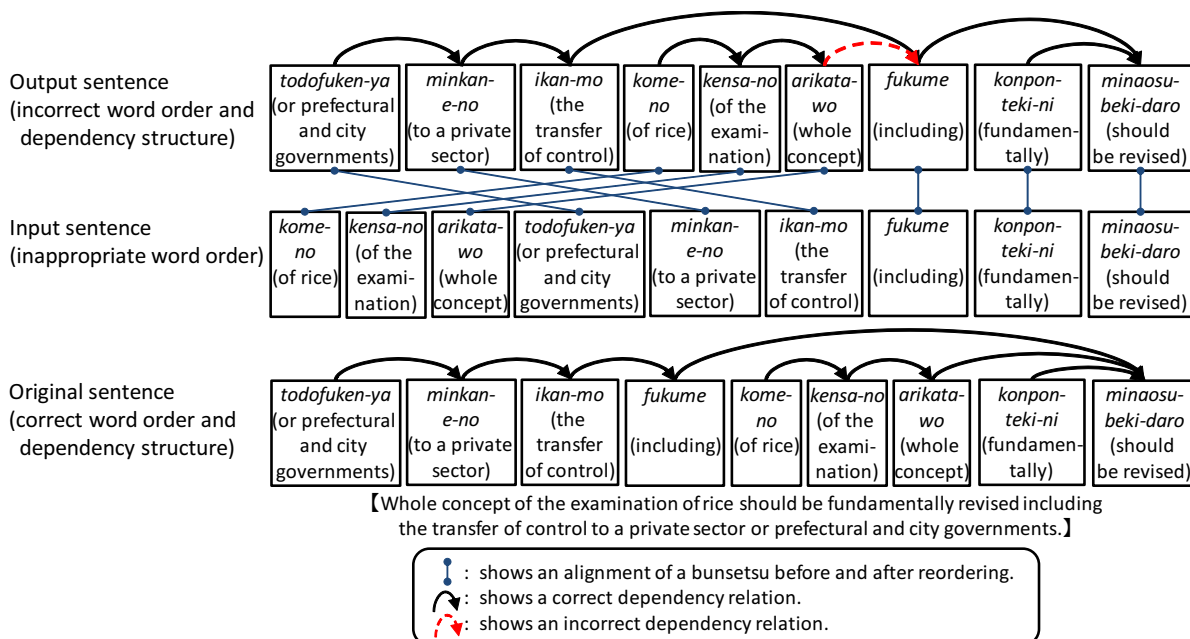 Output sentence
(incorrect word order and
dependency structure)
todofuken-ya
(or prefectural
and city
governments)
minkan-
e-no
(to a private
sector)
ikan-mo
(the
transfer
of control)
kome-
no
(of rice)
kensa-no
(of the
exami-
nation)
arikata-
wo
(whole
concept)
fukume
(including)
konpon-
teki-ni
(fundamen-
tally)
minaosu-
beki-daro
(should
be revised)
Input sentence
(inappropriate word order)
kome-
no
(of rice)
kensa-no
(of the
exami-
nation)
arikata-
wo
(whole
concept)
todofuken-ya
(or prefectural
and city
governments)
minkan-
e-no
(to a private
sector)
ikan-mo
(the
transfer
of control)
fukume
(including)
konpon-
teki-ni
(fundamen-
tally)
minaosu-
beki-daro
(should
be revised)
Original sentence
(correct word order and
dependency structure)
todofuken-ya
(or prefectural
and city
governments)
minkan-
e-no
(to a private
sector)
ikan-mo
(the
transfer
of control)
fukume
(including)
kome-
no
(of rice)
kensa-no
(of the
exami-
nation)
arikata-
wo
(whole
concept)
konpon-
teki-ni
(fundamen-
tally)
minaosu-
beki-daro
(should
be revised)
【Whole concept of the examination of rice should be fundamentally revised including
the transfer of control to a private sector or prefectural and city governments.】
: shows an alignment of a bunsetsu before and after reordering.
: shows a correct dependency relation.
: shows an incorrect dependency relation.